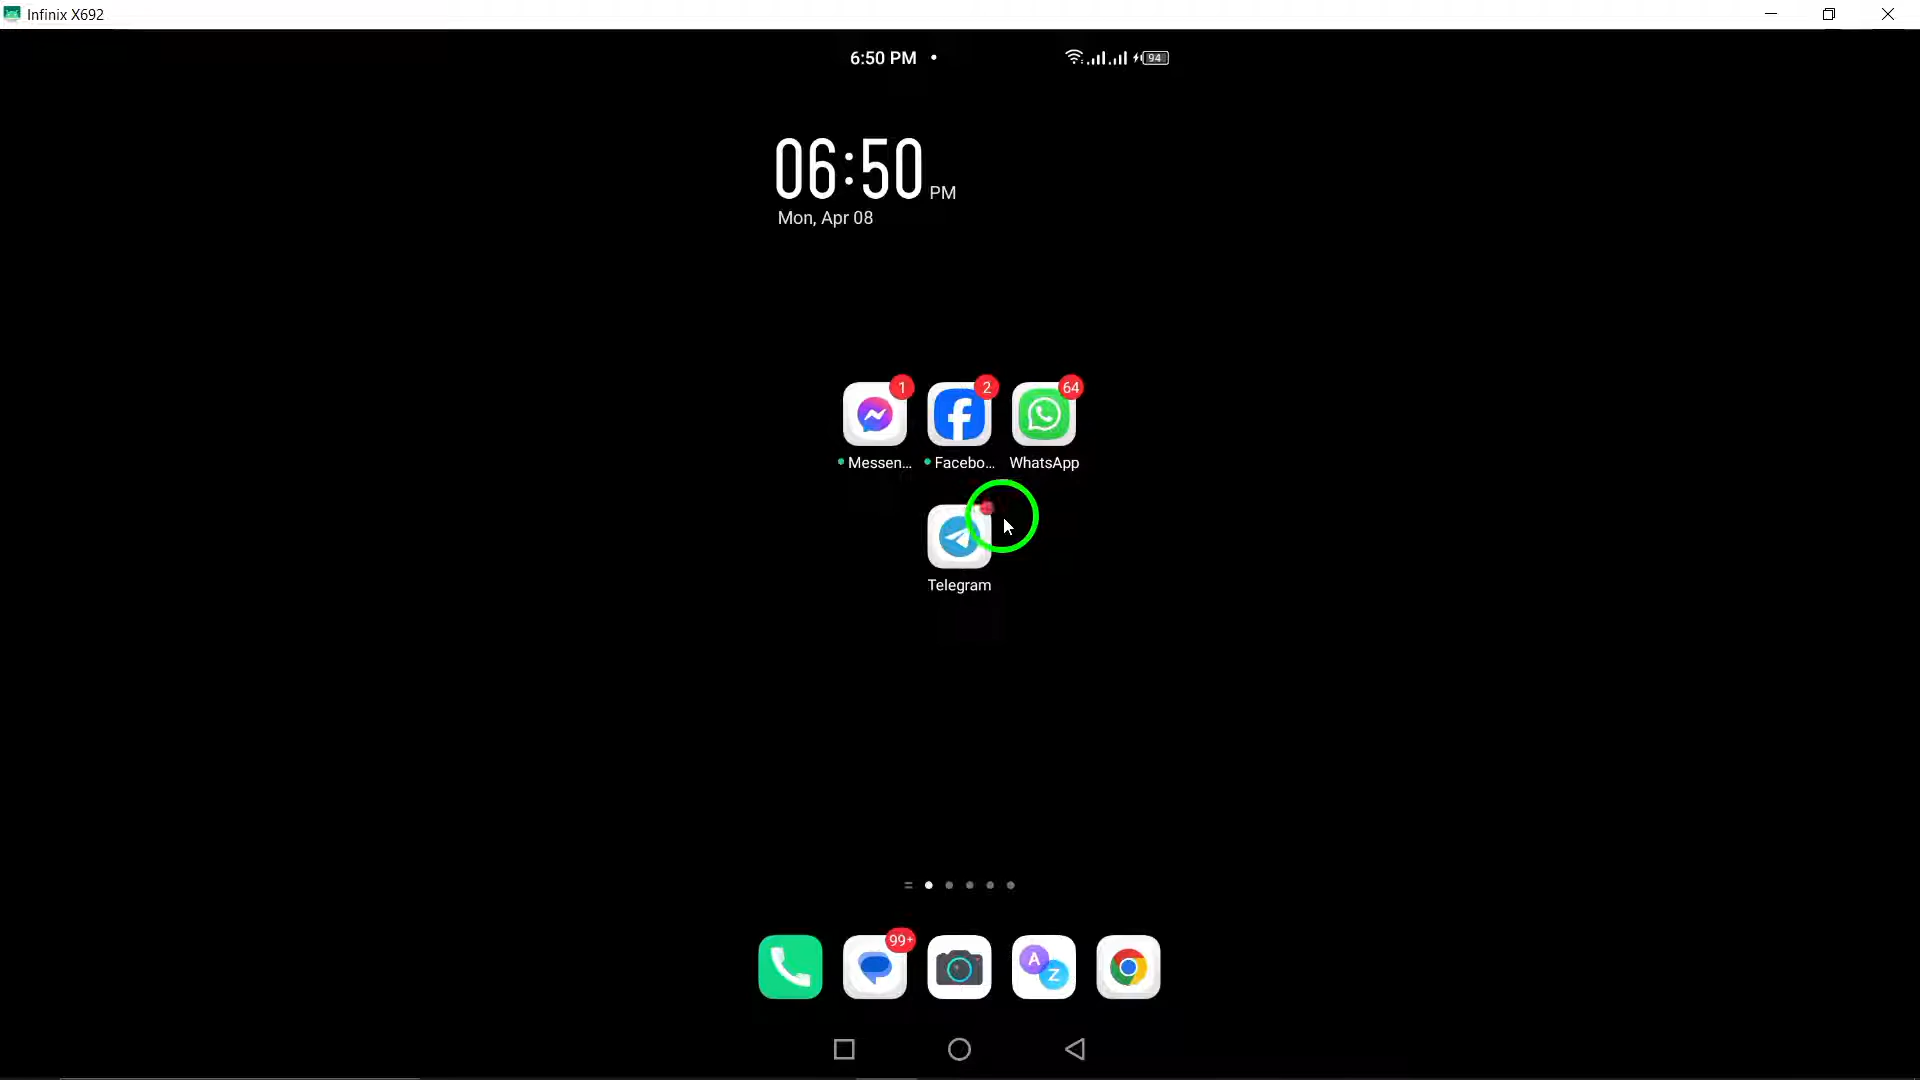 Infinix X692
6:50 PM
94
06:50 PM
Mon, Apr 08
1
2
64
Messen...
Facebo...
WhatsApp
Telegram
99+
A
Z